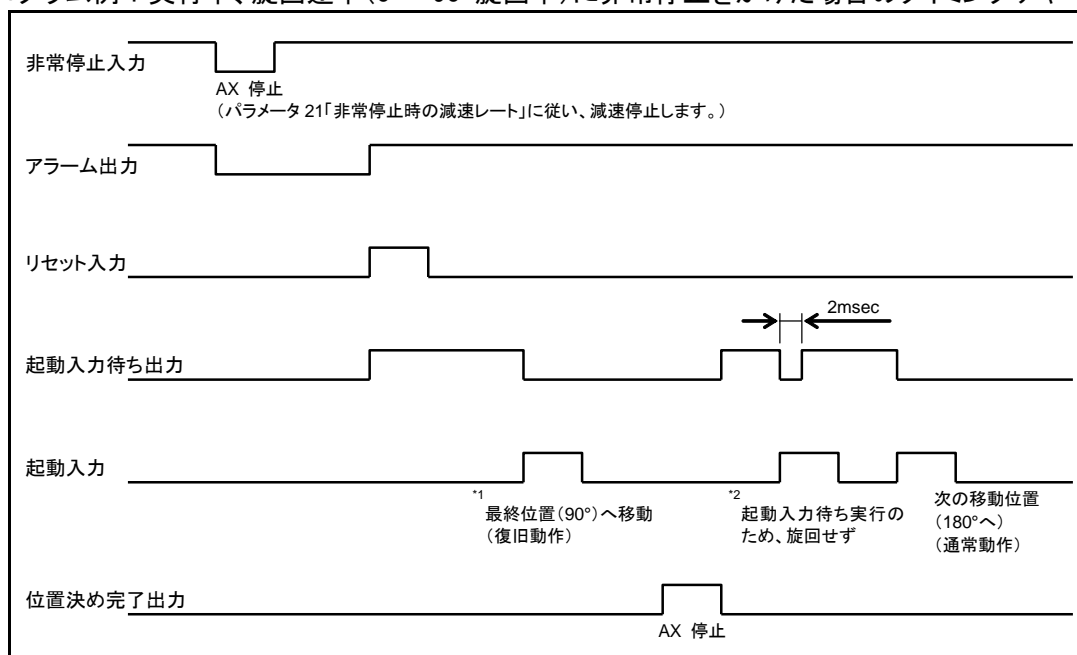 非常停止入力
AX 停止
（パラメータ 21「非常停止時の減速レート」に従い、減速停止します。）
アラーム出力
リセット入力
2msec
起動入力待ち出力
起動入力
*1
最終位置（90°）へ移動
（復旧動作）
*2
起動入力待ち実行の
ため、旋回せず
次の移動位置
（180°へ）
（通常動作）
位置決め完了出力
AX 停止